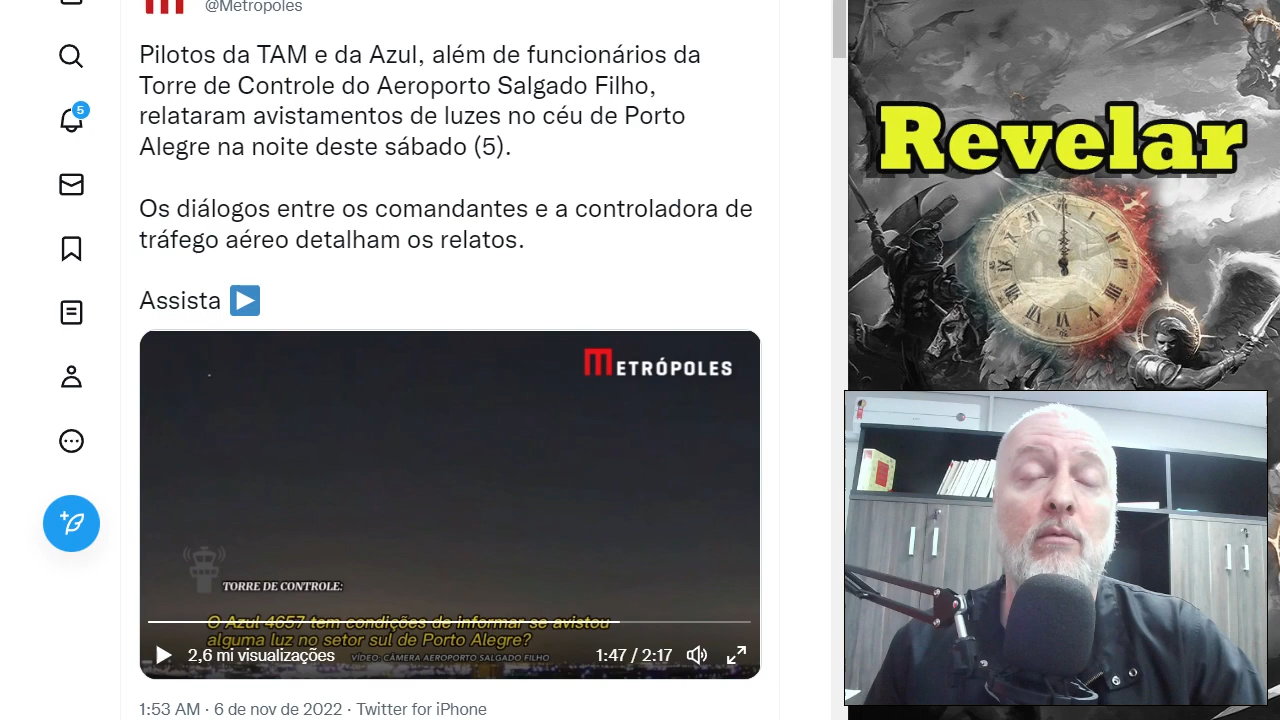 @Metropoles
Pilotos da TAM e da Azul, além de funcionários da
Torre de Controle do Aeroporto Salgado Filho,
relataram avistamentos de luzes no céu de Porto
Alegre na noite deste sábado (5).
Os diálogos entre os comandantes e a controladora de
tráfego aéreo detalham os relatos.
Assista
METRÓPOLES
TORRE DE CONTROLE:
O Azul 4657 tem condições de informar se avistou
alguma luz no setor sul de Porto Alegre?
2,6 mi visualizações
VÍDEO: CÂMERA AEROPORTO SALGADO FILHO
1:47 / 2:17
1:53 AM · 6 de nov de 2022 · Twitter for iPhone
5
Revelar